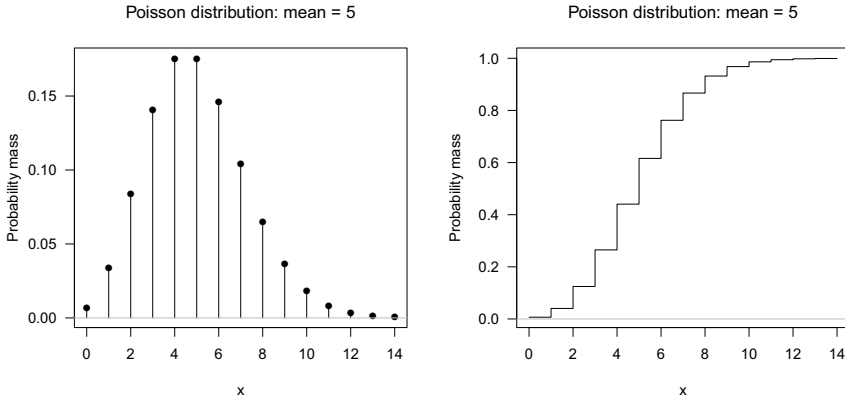 Poisson distribution: mean = 5
Probability mass
0.15
0.10
0.05
0.00
0 2 4 6 8 10 12 14
x
Poisson distribution: mean = 5
Probability mass
1.0
0.8
0.6
0.4
0.2
0.0
0 2 4 6 8 10 12 14
x